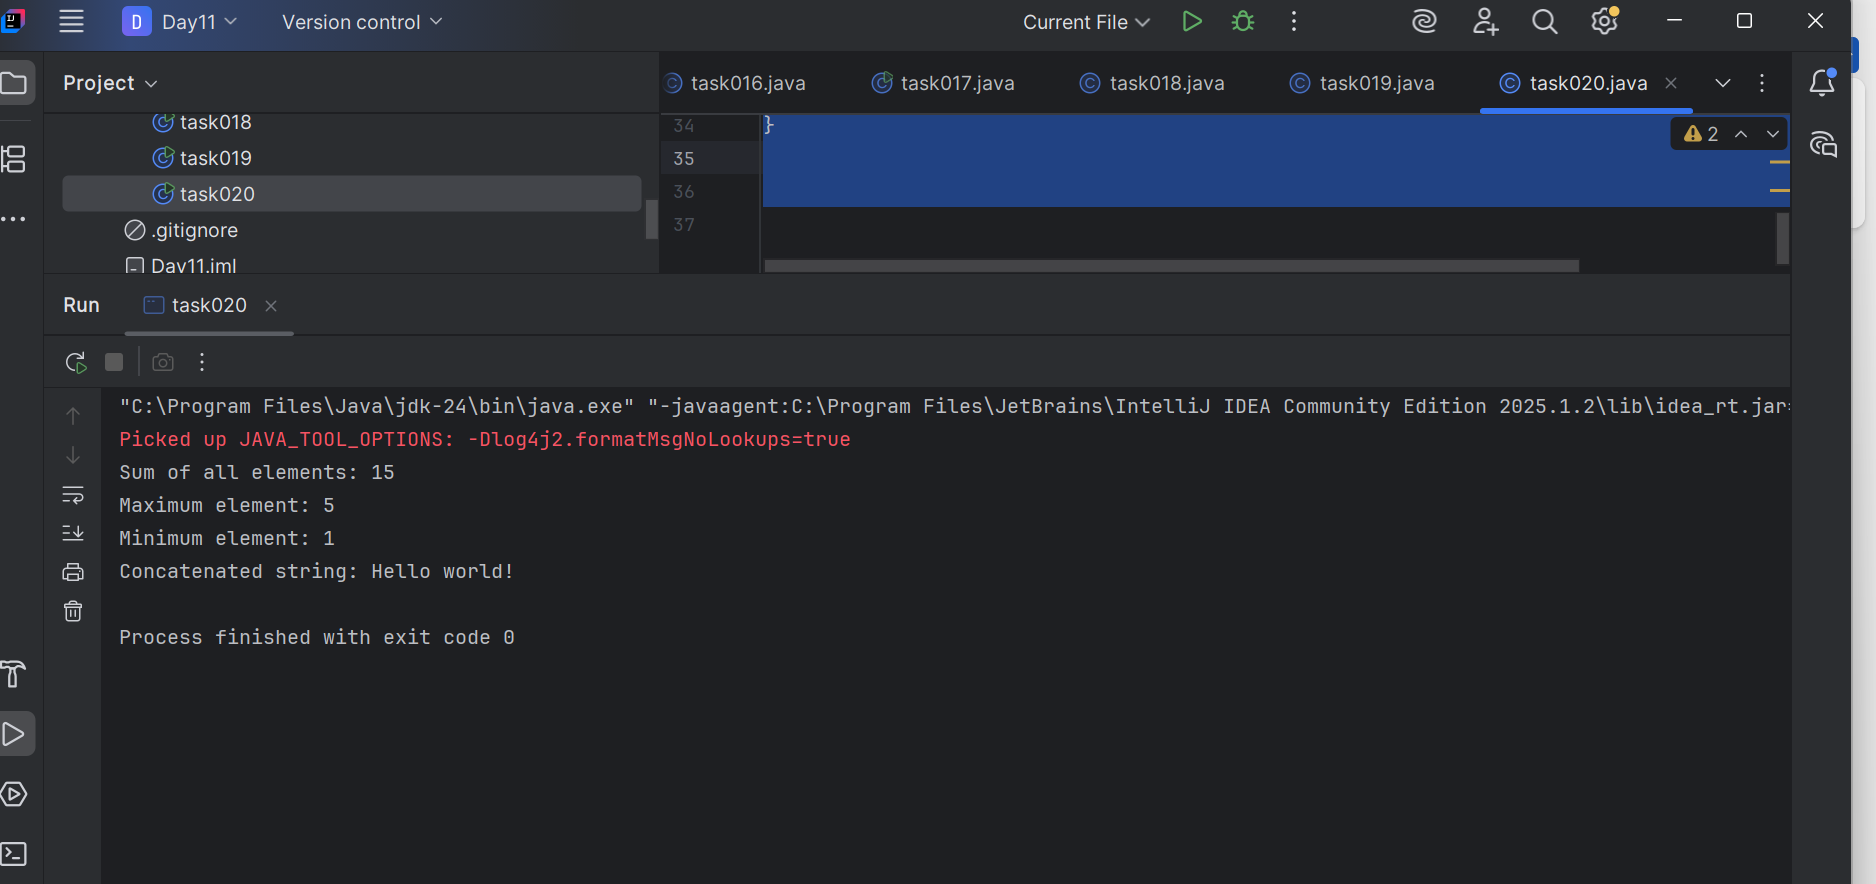 D Day11 Version control Current File
Project
task016.java task017.java task018.java task019.java task020.java
task018
task019
task020
.gitignore
Day11.iml
34 }
35
36
37
2
Run task020
"C:\Program Files\Java\jdk-24\bin\java.exe" "-javaagent:C:\Program Files\JetBrains\IntelliJ IDEA Community Edition 2025.1.2\lib\idea_rt.jar=
Picked up JAVA_TOOL_OPTIONS: -Dlog4j2.formatMsgNoLookups=true
Sum of all elements: 15
Maximum element: 5
Minimum element: 1
Concatenated string: Hello world!
Process finished with exit code 0